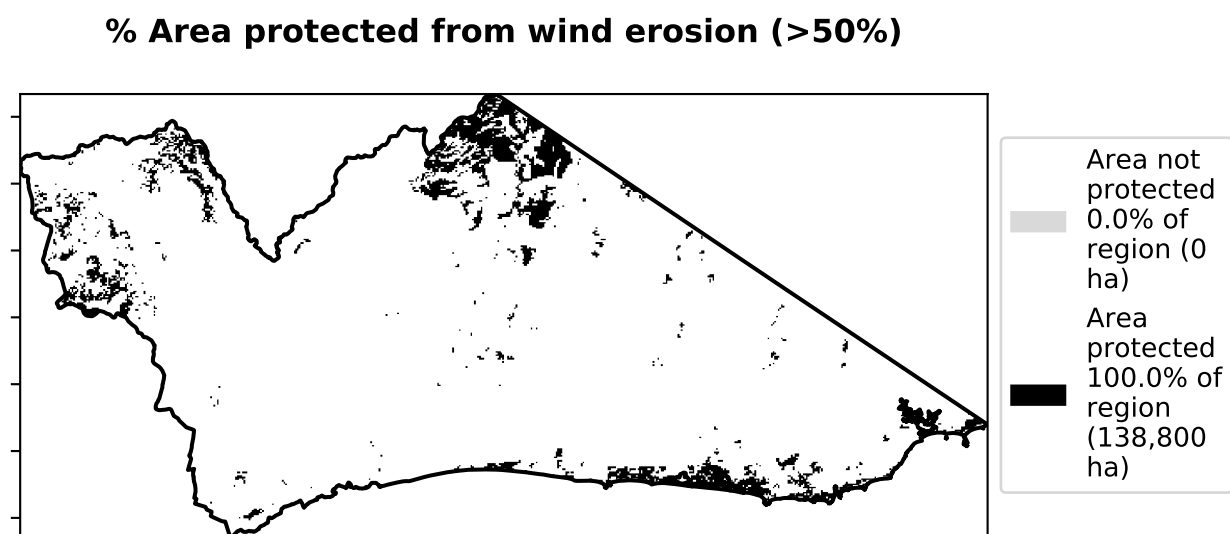 % Area protected from wind erosion (>50%)
Area not
protected
0.0% of
region (0
ha)
Area
protected
100.0% of
region
(138,800
ha)